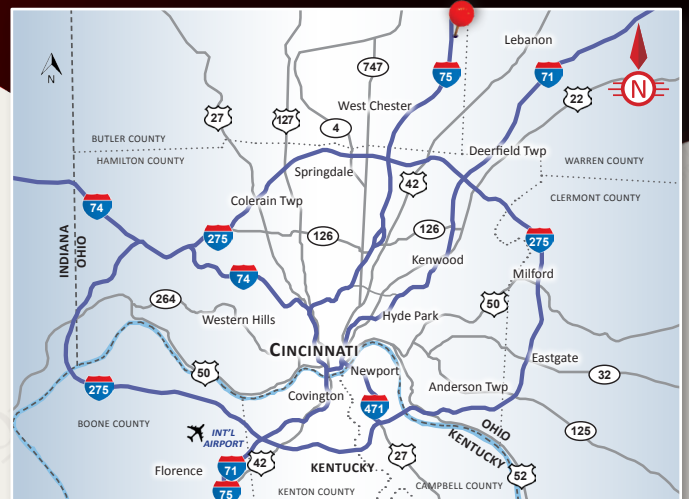 Lebanon
N
N
75
71
747
22
27
127
West Chester
4
BUTLER COUNTY
HAMILTON COUNTY
Deerfield Twp
WARREN COUNTY
Springdale
42
CLERMONT COUNTY
74
Colerain Twp
275
126
126
275
INDIANA
OHIO
Kenwood
74
Milford
264
50
Western Hills
Hyde Park
CINCINNATI
50
Newport
Eastgate
32
275
Covington
Anderson Twp
471
BOONE COUNTY
INT'L
AIRPORT
OHIO
KENTUCKY
125
Florence
71
42
KENTUCKY
27
52
75
KENTON COUNTY
CAMPBELL COUNTY